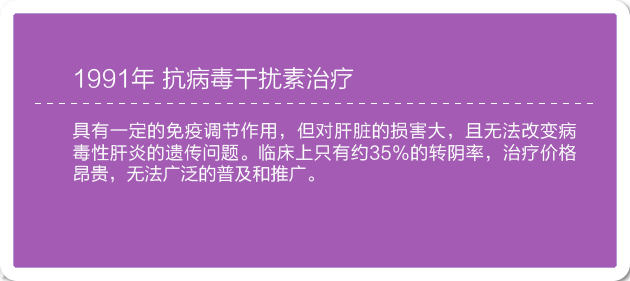 1991年 抗病毒干扰素治疗
具有一定的免疫调节作用，但对肝脏的损害大，且无法改变病
毒性肝炎的遗传问题。临床上只有约35%的转阴率，治疗价格
昂贵，无法广泛的普及和推广。